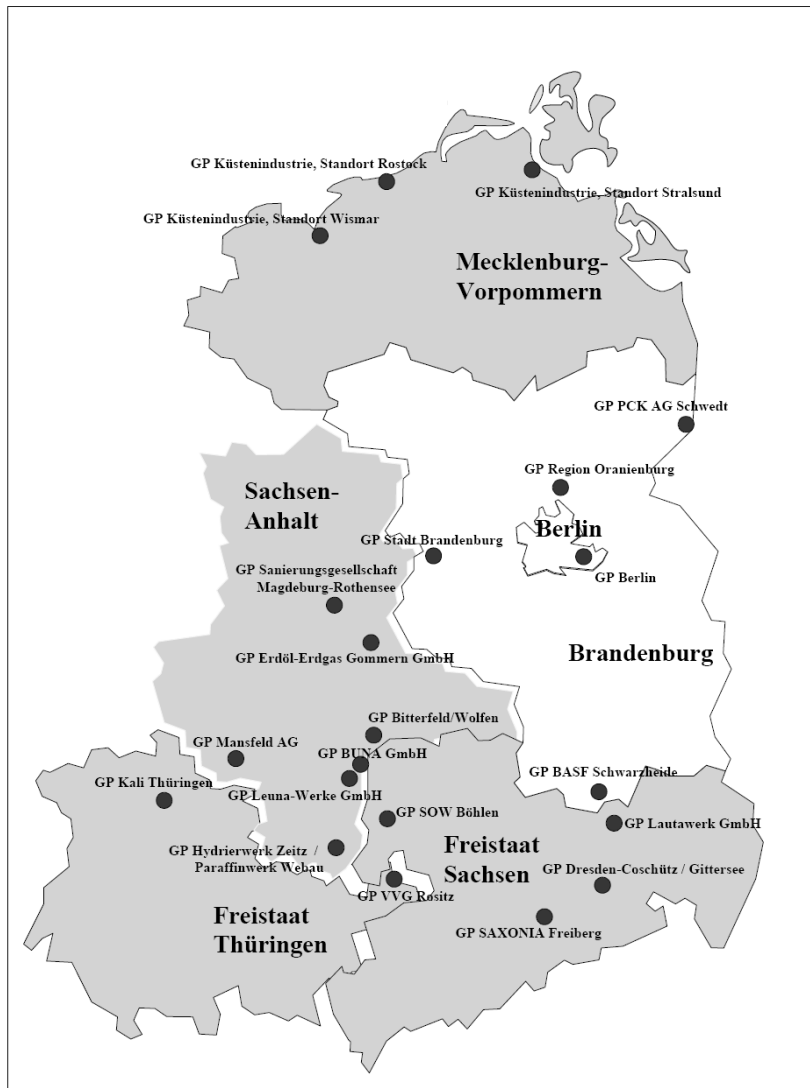 GP Küstenindustrie, Standort Rostock
GP Küstenindustrie, Standort Stralsund
GP Küstenindustrie, Standort Wismar
Mecklenburg-
Vorpommern
GP PCK AG Schwedt
GP Region Oranienburg
Sachsen-
Anhalt
Berlin
GP Stadt Brandenburg
GP Sanierungsgesellschaft
Magdeburg-Rothensee
GP Berlin
GP Erdöl-Erdgas Gommern GmbH
Brandenburg
GP Bitterfeld/Wolfen
GP Mansfeld AG
GP BUNA GmbH
GP Kali Thüringen
GP Leuna-Werke GmbH
GP BASF Schwarzheide
GP SOW Böhlen
GP Lautawerk GmbH
GP Hydrierwerk Zeitz /
Paraffinwerk Webau
Freistaat
Sachsen
GP Dresden-Coschütz / Gittersee
GP VVG Rositz
Freistaat
Thüringen
GP SAXONIA Freiberg